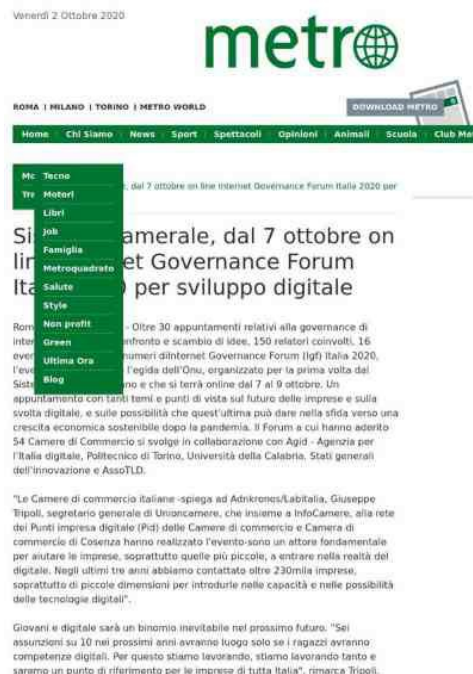 Venerdì 2 Ottobre 2020
metro
ROMA | MILANO | TORINO | METRO WORLD
DOWNLOAD METRO
Home Chi Siamo News Sport Spettacoli Opinioni Animali Scuola Club Me
Mo
Tecno
Tre
Motori
, dal 7 ottobre on line Internet Governance Forum Italia 2020 per
Libri
Job
Famiglia
Metroquadrato
Salute
Style
Non profit
Green
Ultima Ora
Blog
Si amerale, dal 7 ottobre on
lin et Governance Forum
Ita per sviluppo digitale
Rom - Oltre 30 appuntamenti relativi alla governance di
inter nfronto e scambio di idee, 150 relatori coinvolti, 16
ever numeri dilnternet Governance Forum (Igf) Italia 2020,
l'eve l'egida dell'Onu, organizzato per la prima volta dal
Siste no e che si terrà online dal 7 al 9 ottobre. Un
appuntamento con tanti temi e punti di vista sul futuro delle imprese e sulla
svolta digitale, e sulle possibilità che quest'ultima può dare nella sfida verso una
crescita economica sostenibile dopo la pandemia. Il Forum a cui hanno aderito
54 Camere di Commercio si svolge in collaborazione con Agid - Agenzia per
l'Italia digitale, Politecnico di Torino, Università della Calabria. Stati generali
dell'innovazione e AssoTLD.
"Le Camere di commercio italiane -spiega ad Adnkronos/Labitalia, Giuseppe
Tripoli, segretario generale di Unioncamere, che insieme a InfoCamere, alla rete
dei Punti impresa digitale (Pid) delle Camere di commercio e Camera di
commercio di Cosenza hanno realizzato l'evento-sono un attore fondamentale
per aiutare le imprese, soprattutto quelle più piccole, a entrare nella realtà del
digitale. Negli ultimi tre anni abbiamo contattato oltre 230mila imprese,
soprattutto di piccole dimensioni per introdurle nelle capacità e nelle possibilità
delle tecnologie digitali".
Giovani e digitale sarà un binomio inevitabile nel prossimo futuro. "Sei
assunzioni su 10 nei prossimi anni avranno luogo solo se i ragazzi avranno
competenze digitali. Per questo stiamo lavorando, stiamo lavorando tanto e
saremo un punto di riferimento per le imprese di tutta Italia", rimarca Tripoli.